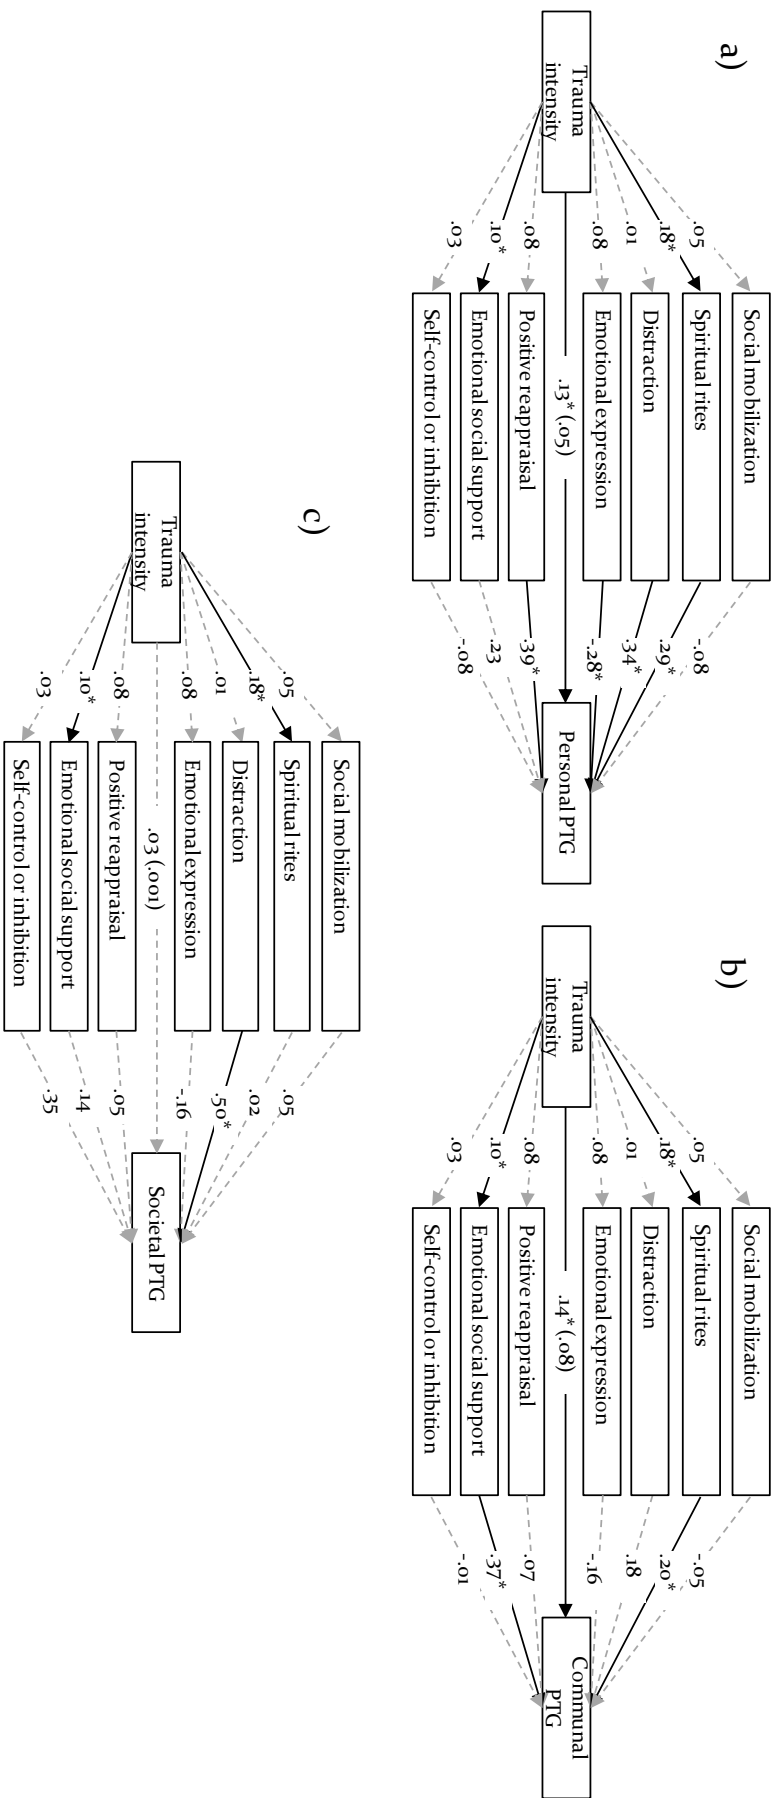 a)
Trauma
intensity
.05
.18*
.01
.08
.13* (.05)
.08
.10*
.03
Social mobilization
Spiritual rites
Distraction
Emotional expression
Positive reappraisal
Emotional social support
Self-control or inhibition
-.08
.29*
.34*
-.28*
.39*
.23
-.08
Personal PTG
b)
Trauma
intensity
.05
.18*
.01
.08
.14* (.08)
.08
.10*
.03
Social mobilization
Spiritual rites
Distraction
Emotional expression
Positive reappraisal
Emotional social support
Self-control or inhibition
-.05
.20*
.18
-.16
.07
.37*
-.01
Communal
PTG
c)
Trauma
intensity
.05
.18*
.01
.08
.03 (.001)
.08
.10*
.03
Social mobilization
Spiritual rites
Distraction
Emotional expression
Positive reappraisal
Emotional social support
Self-control or inhibition
.05
.02
.50*
-.16
.05
.14
.35
Societal PTG